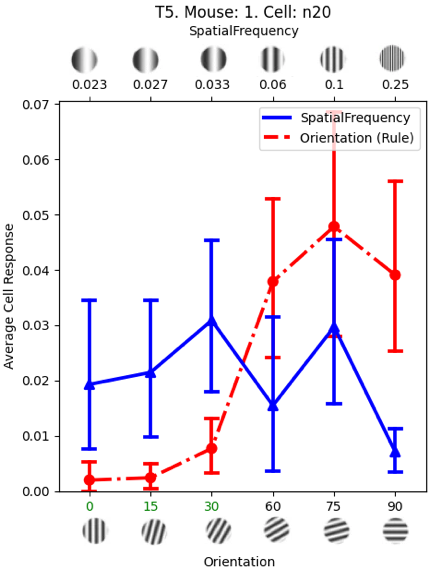 T5. Mouse: 1. Cell: n20
SpatialFrequency
0.023 0.027 0.033 0.06 0.1 0.25
0.07
SpatialFrequency
Orientation (Rule)
0.06
0.05
0.04
0.03
0.02
0.01
0.00
Average Cell Response
0 15 30 60 75 90
Orientation